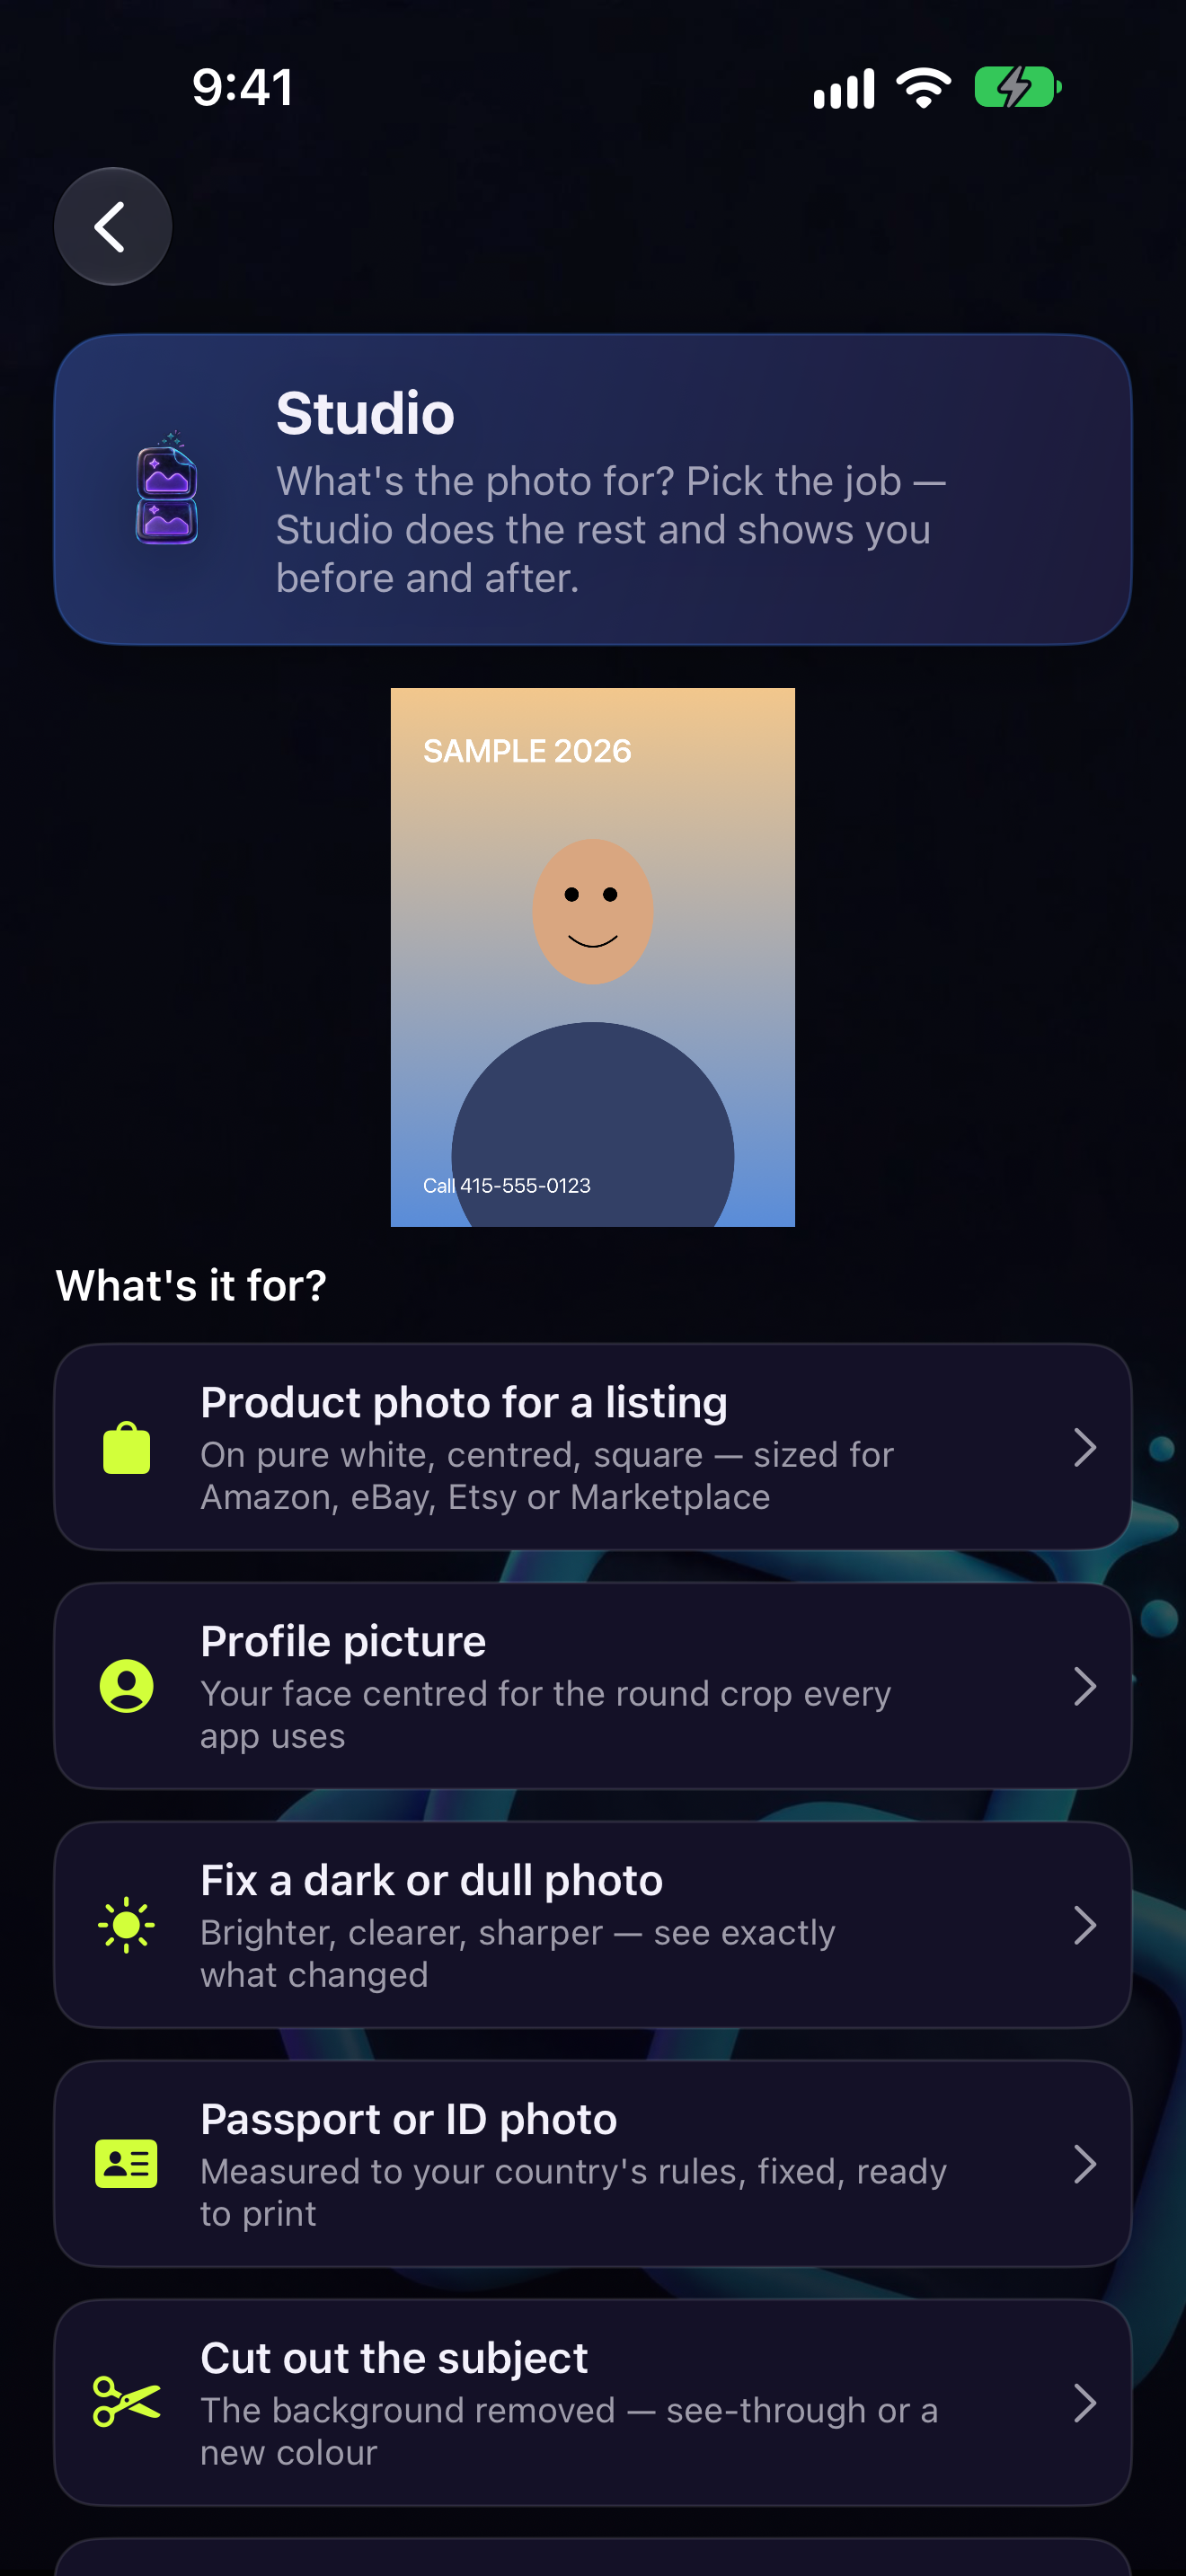 9:41
Studio
What's the photo for? Pick the job —
Studio does the rest and shows you
before and after.
SAMPLE 2026
Call 415-555-0123
What's it for?
Product photo for a listing
On pure white, centred, square — sized for
Amazon, eBay, Etsy or Marketplace
Profile picture
Your face centred for the round crop every
app uses
Fix a dark or dull photo
Brighter, clearer, sharper — see exactly
what changed
Passport or ID photo
Measured to your country's rules, fixed, ready
to print
Cut out the subject
The background removed — see-through or a
new colour